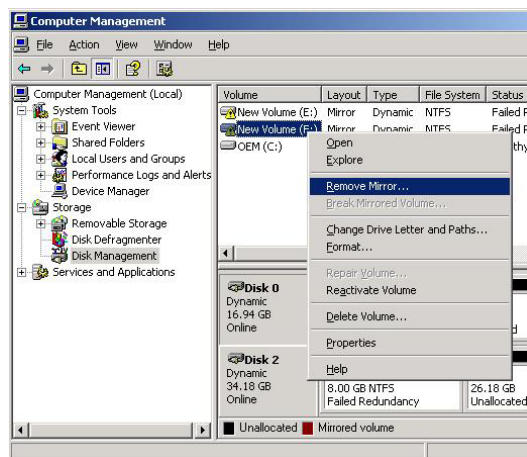 Computer Management
File Action View Window Help
Computer Management (Local)
System Tools
Event Viewer
Shared Folders
Local Users and Groups
Performance Logs and Alerts
Device Manager
Storage
Removable Storage
Disk Defragmenter
Disk Management
Services and Applications
Volume Layout Type File System Status
New Volume (E:) Mirror Dynamic NTFS Failed R
New Volume (F:) Mirror Dynamic NTFS Failed R
OEM (C:) thy
Open
Explore
Remove Mirror...
Break Mirrored Volume...
Change Drive Letter and Paths...
Format...
Repair Volume...
Reactivate Volume
Delete Volume...
Properties
Help
Disk 0
Dynamic
16.94 GB
Online
Disk 2
Dynamic
34.18 GB
Online
8.00 GB NTFS
Failed Redundancy
26.18 GB
Unallocated
Unallocated Mirrored volume